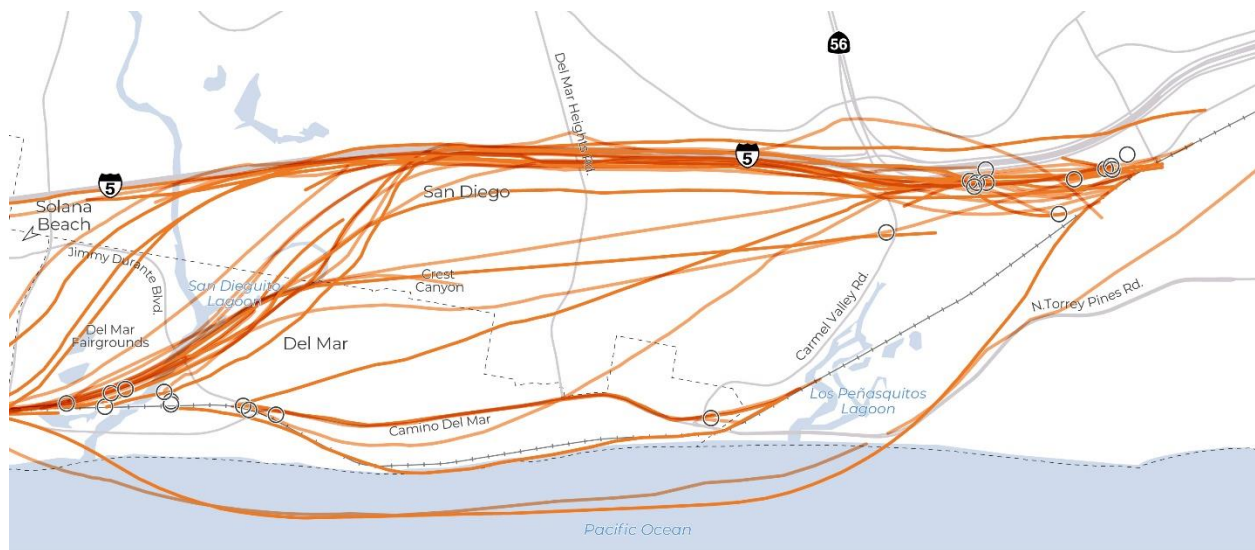 56
Del Mar Heights Rd.
5
5
San Diego
Solana
Beach
Jimmy Durante Blvd.
San Dieguito
Lagoon
Crest
Canyon
Del Mar
Fairgrounds
Del Mar
Carmel Valley Rd.
N.Torrey Pines Rd.
Los Peñasquitos
Lagoon
Camino Del Mar
Pacific Ocean